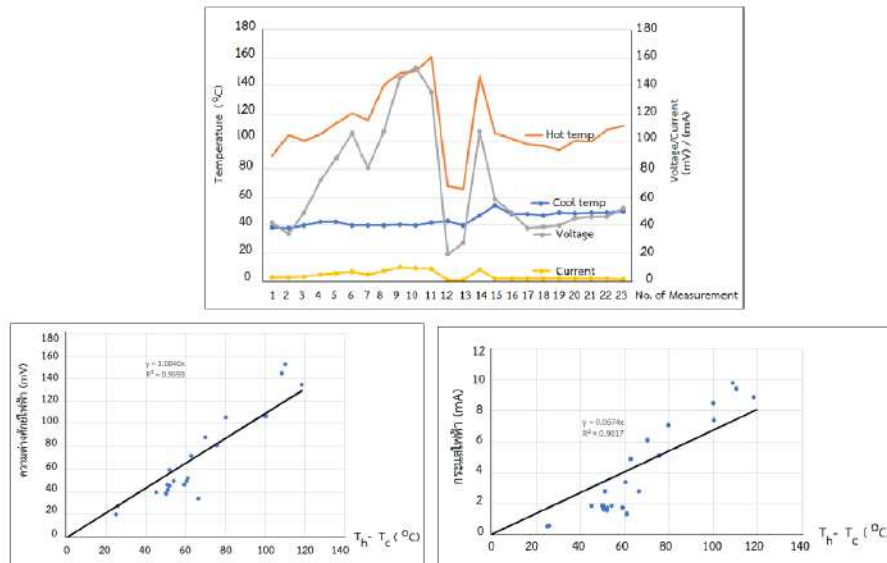 180
160
140
120
100
80
60
40
20
0
Temperature (°C)
180
160
140
120
100
80
60
40
20
0
Voltage/Current
(mV) / (mA)
Hot temp
Cool temp
Voltage
Current
1 2 3 4 5 6 7 8 9 10 11 12 13 14 15 16 17 18 19 20 21 22 23 No. of Measurement
180
160
140
120
100
80
60
40
20
0
ความต่างศักย์ไฟฟ้า (mV)
0 20 40 60 80 100 120 140
Th- Tc (°C)
12
10
8
6
4
2
0
กระแสไฟฟ้า (mA)
y = 0.0674x
R² = 0.9017
0 20 40 60 80 100 120 140
Th- Tc (°C)